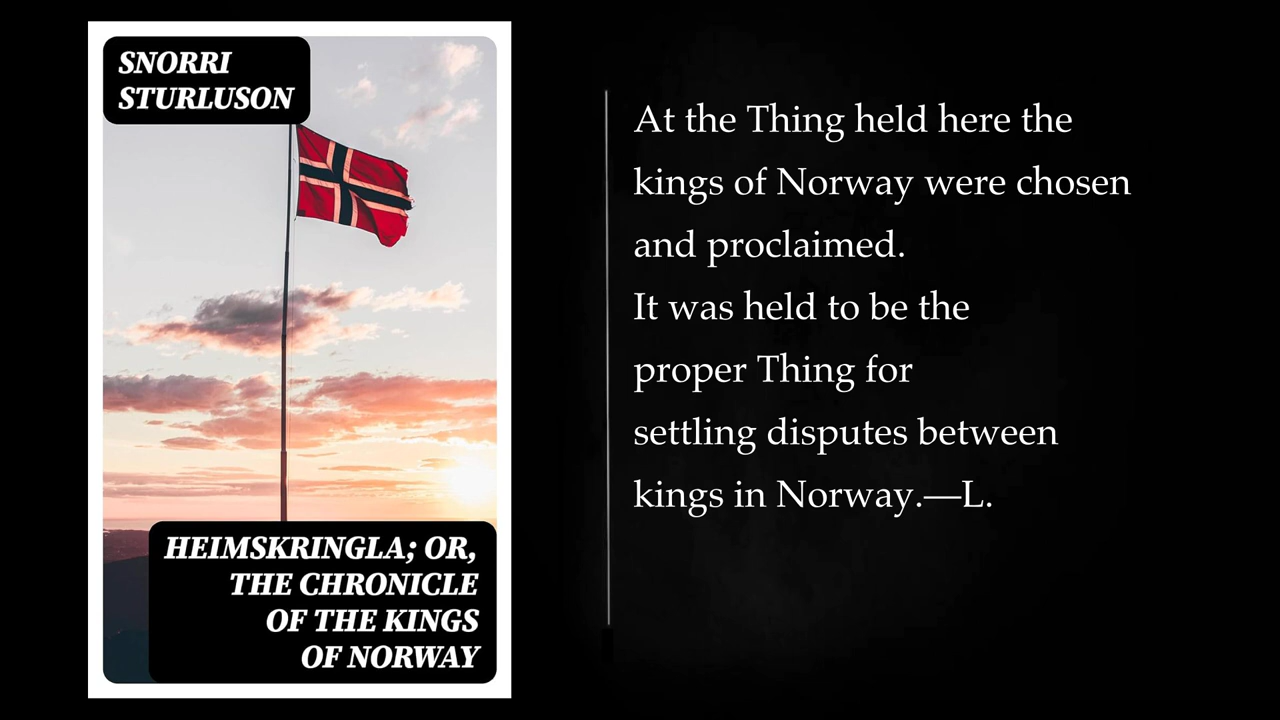 SNORRI
STURLUSON
HEIMSKRINGLA; OR,
THE CHRONICLE
OF THE KINGS
OF NORWAY
At the Thing held here the
kings of Norway were chosen
and proclaimed.
It was held to be the
proper Thing for
settling disputes between
kings in Norway.—L.